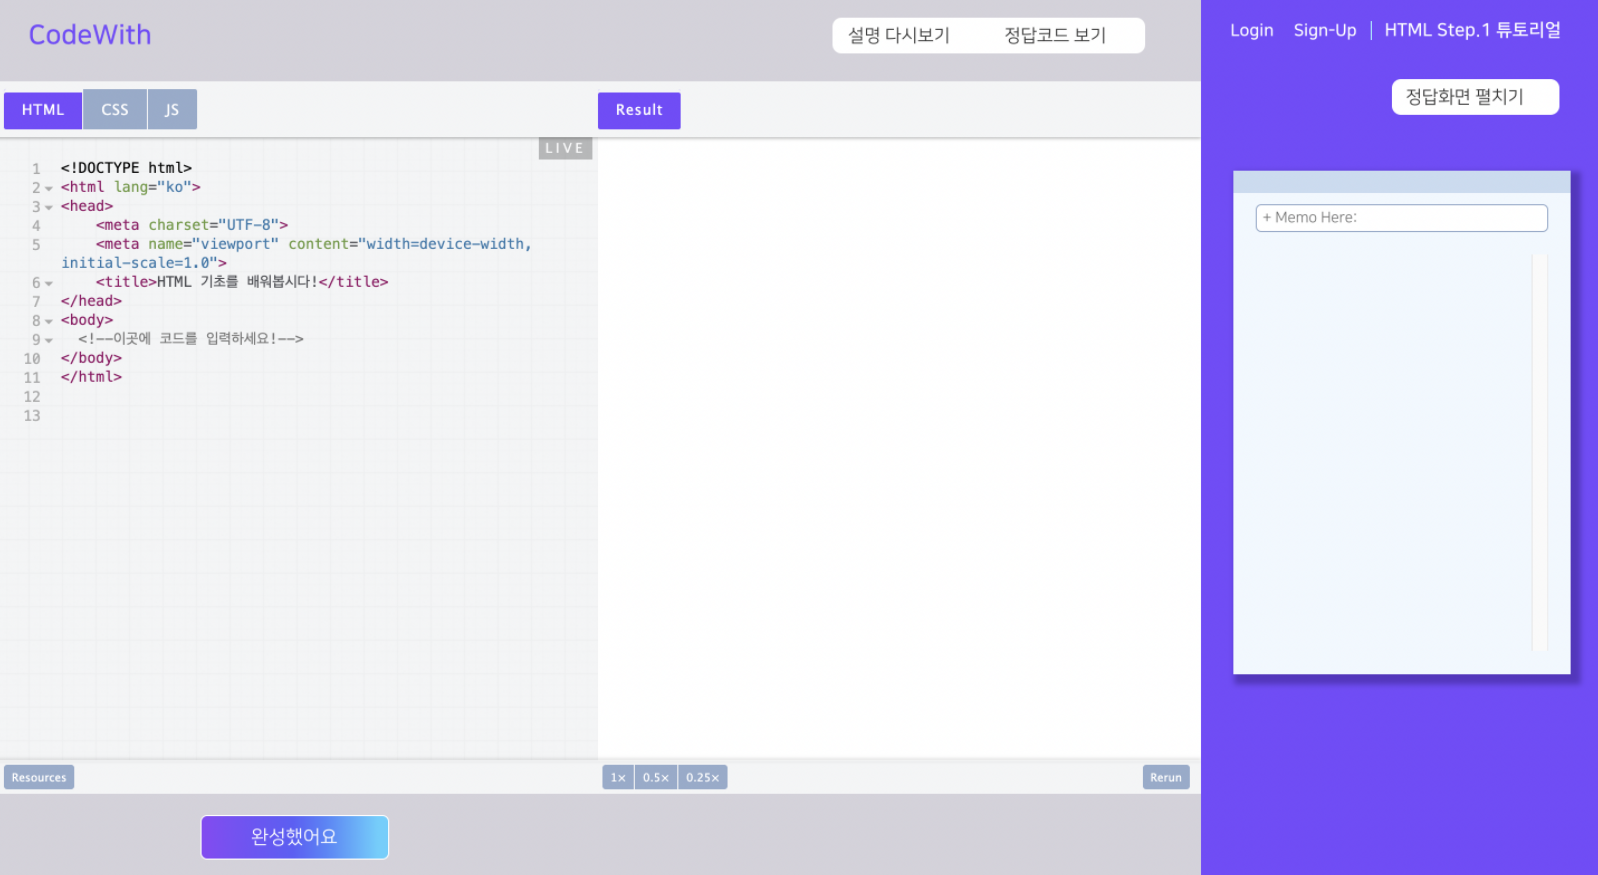 CodeWith
설명 다시보기
정답코드 보기
Login Sign-Up | HTML Step.1 튜토리얼
정답화면 펼치기
HTML CSS JS
Result
LIVE
1 <!DOCTYPE html>
2 <html lang="ko">
3 <head>
4 <meta charset="UTF-8">
5 <meta name="viewport" content="width=device-width,
initial-scale=1.0">
6 <title>HTML 기초를 배워봅시다!</title>
7 </head>
8 <body>
9 <!--이곳에 코드를 입력하세요!-->
10 </body>
11 </html>
12
13
+ Memo Here:
Resources
1× 0.5× 0.25×
Rerun
완성했어요